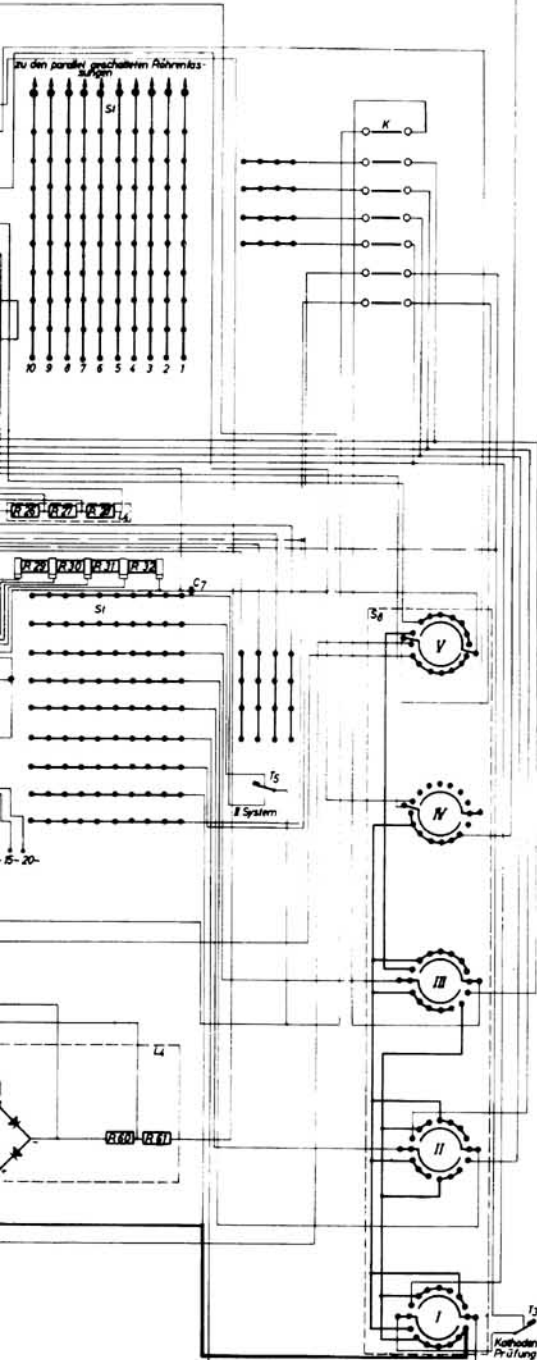 zu den parallel geschalteten Röhrenfas-
sungen
S1
K
10 9 8 7 6 5 4 3 2 1
R 26 R 27 R 28
R 29 R 30 R 31 R 32
C7
S1
S8
V
T5
II System
IV
-15- 20-
III
L4
R 60 R 61
II
I
T3
Kathoden
Prüfung